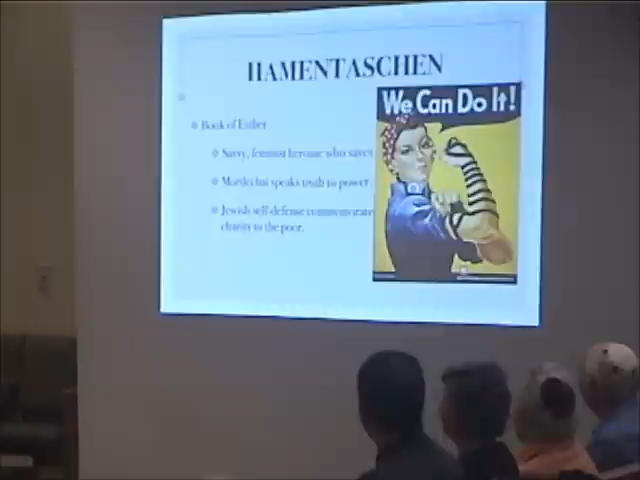 HAMENTASCHEN
We Can Do It!
Book of Esther
Savvy, feminist heroine who saves
Mordechai speaks truth to power
Jewish self-defense commemorate
charity to the poor.